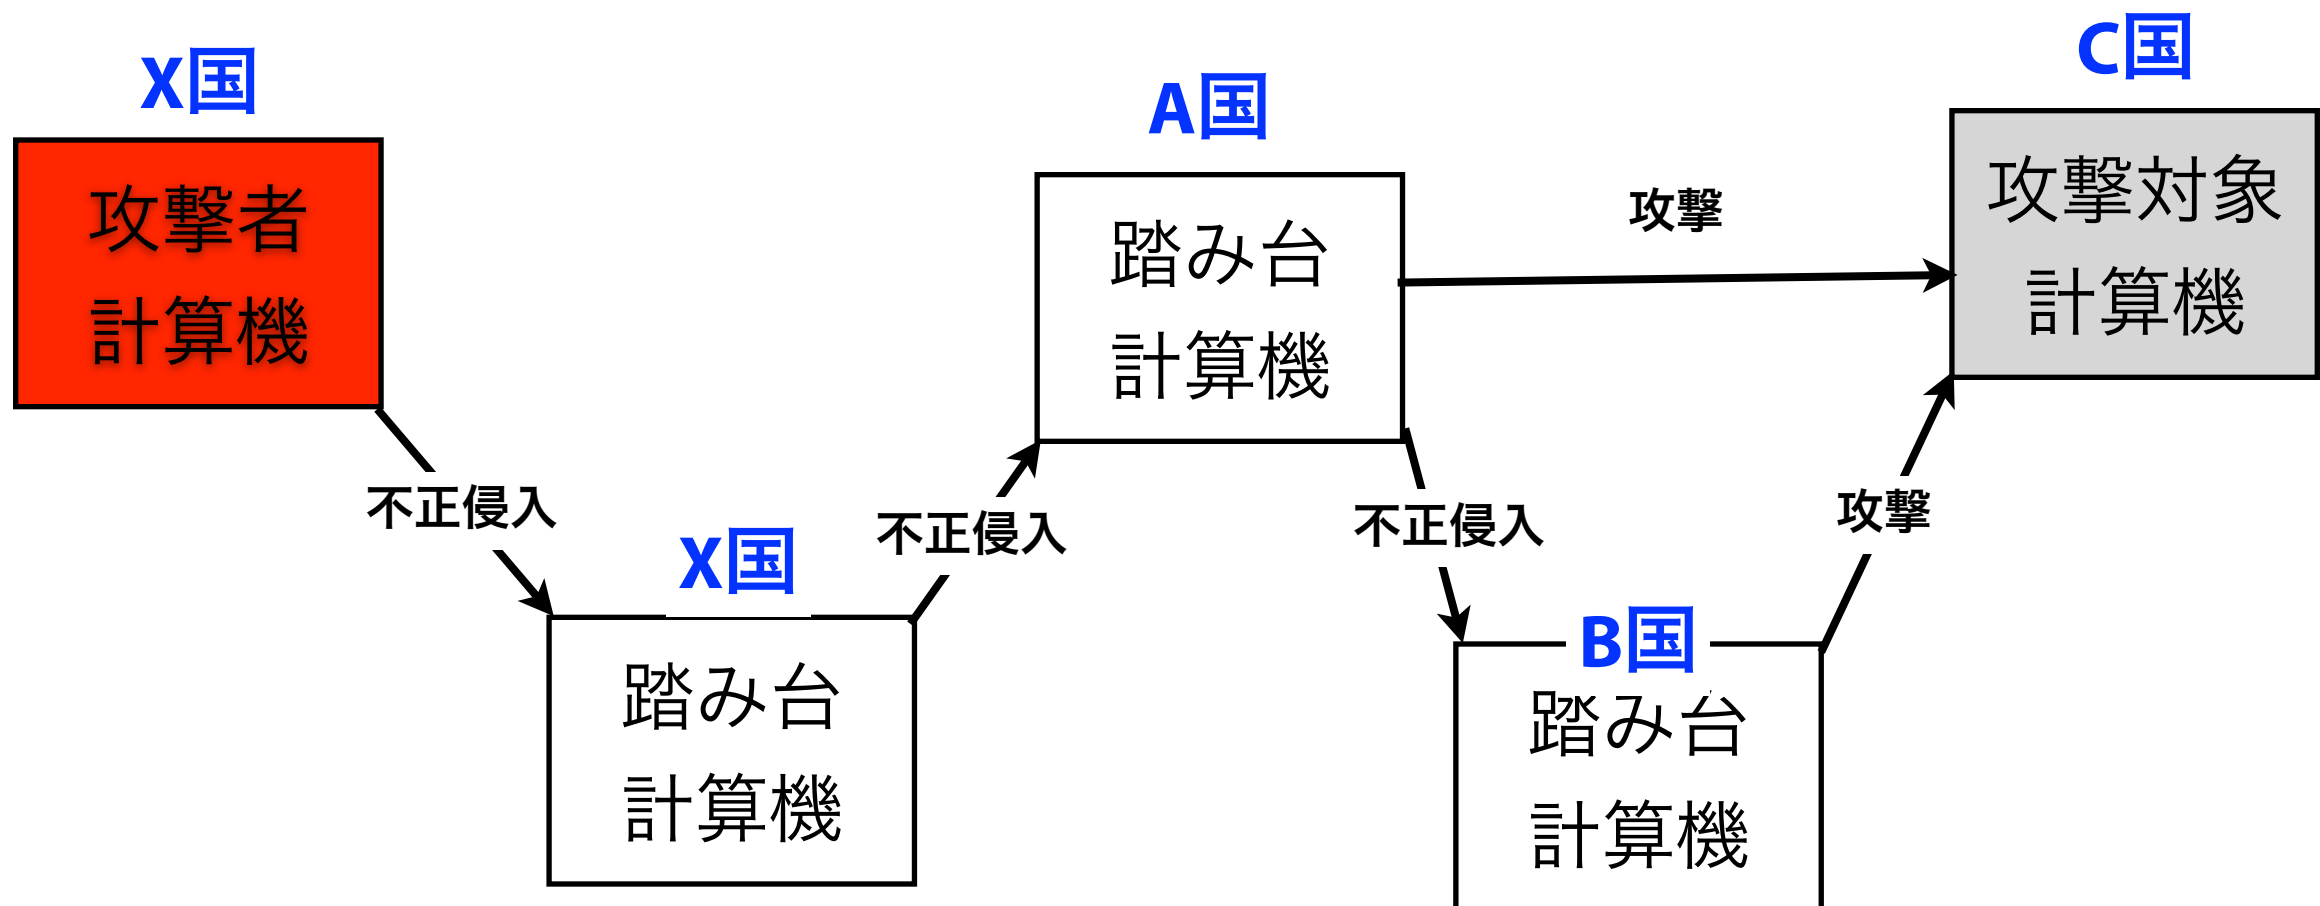 X国
攻撃者
計算機
不正侵入
X国
踏み台
計算機
不正侵入
A国
踏み台
計算機
攻撃
不正侵入
B国
踏み台
計算機
攻撃
C国
攻撃対象
計算機